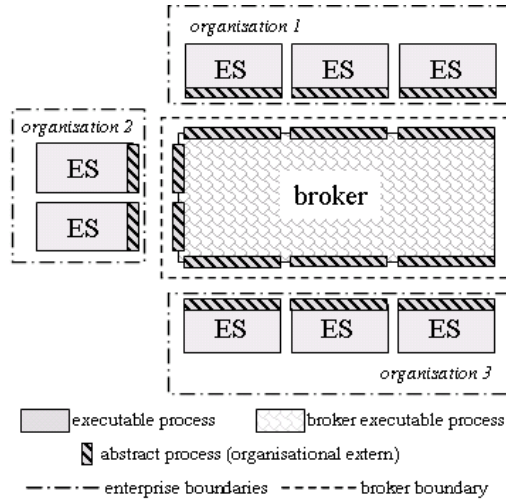 organisation 1
ES ES ES
organisation 2
ES
ES
broker
ES ES ES
organisation 3
executable process broker executable process
abstract process (organisational extern)
enterprise boundaries broker boundary